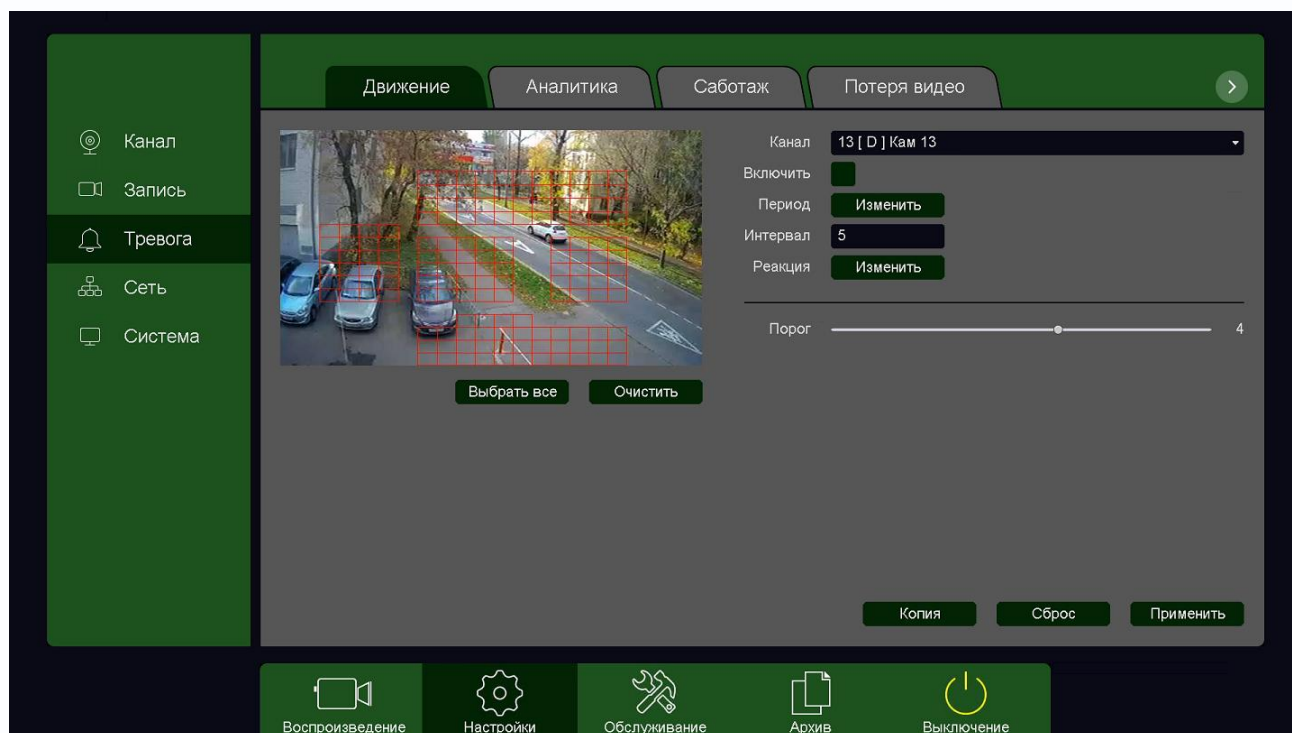 Движение Аналитика Саботаж Потеря видео
Канал
Запись
Тревога
Сеть
Система
Канал 13 [ D ] Кам 13
Включить
Период Изменить
Интервал 5
Реакция Изменить
Порог 4
Выбрать все Очистить
Копия Сброс Применить
Воспроизведение Настройки Обслуживание Архив Выключение